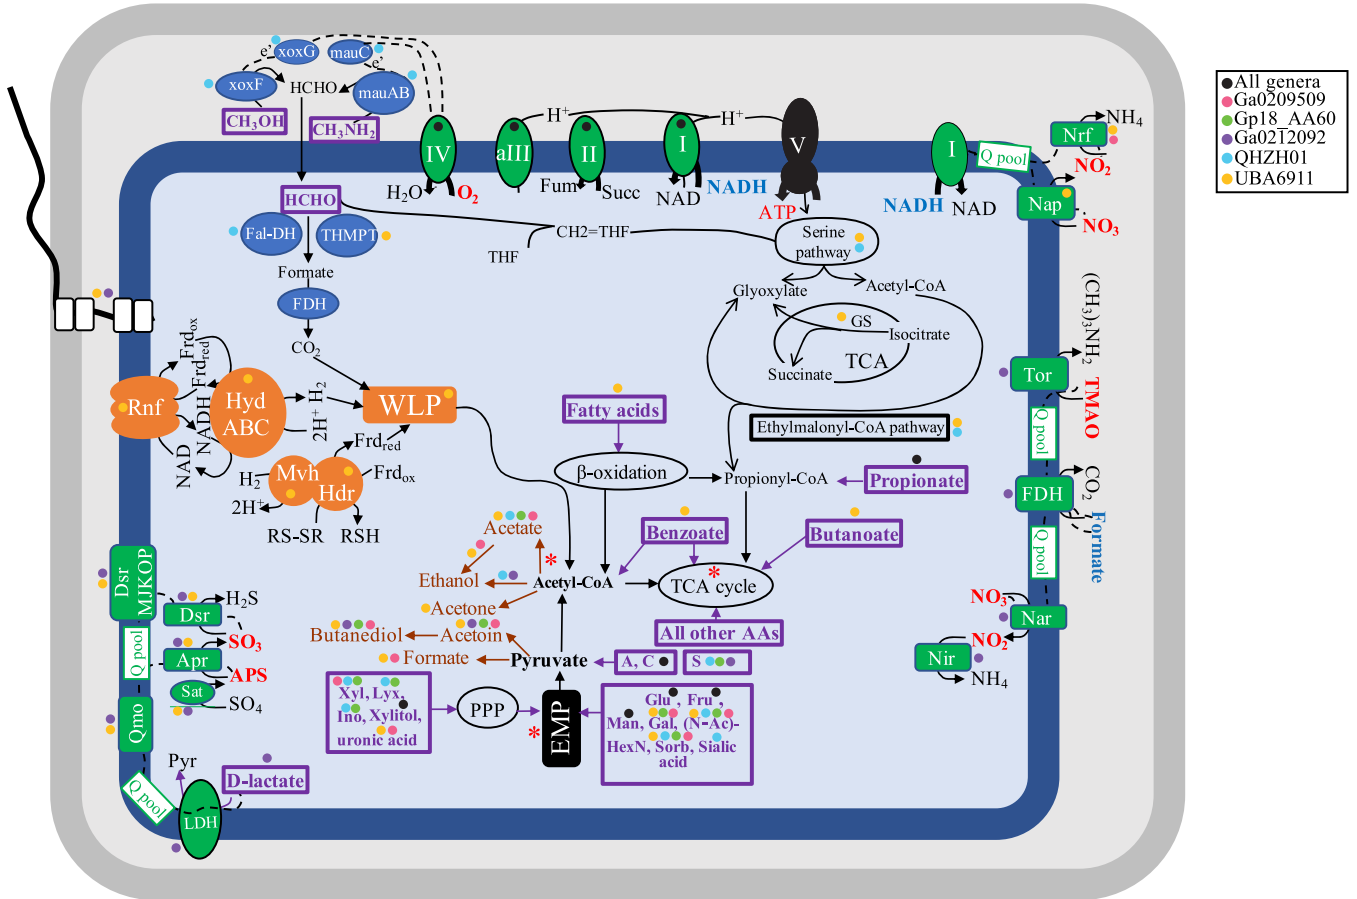 All genera
Ga0209509
Gp18_AA60
Ga0212092
QHZH01
UBA6911
e'
xoxG
mauC
e'
xoxF
HCHO
mauAB
CH₃OH
CH₃NH₂
IV
aIII
II
I
V
I
H⁺
H⁺
H₂O
O₂
Fum
Succ
NAD
NADH
ATP
NADH
NAD
Q pool
Nrf
NH₄
NO₂
Nap
NO₃
HCHO
Fal-DH
THMPT
Formate
FDH
CO₂
THF
CH2=THF
Serine
pathway
Glyoxylate
Acetyl-CoA
GS
Isocitrate
TCA
Succinate
Ethylmalonyl-CoA pathway
Rnf
Frdox
Frdred
NADH
NAD
Hyd
ABC
H₂
2H⁺
WLP
Frdred
Frdox
Mvh
Hdr
H₂
2H⁺
RS-SR
RSH
Fatty acids
β-oxidation
Propionyl-CoA
Propionate
Benzoate
Butanoate
Acetate
*
Ethanol
Acetyl-CoA
*
TCA cycle
Acetone
Butanediol
Acetoin
All other AAs
Formate
Pyruvate
A, C
S
Xyl, Lyx,
Ino, Xylitol,
uronic acid
PPP
*
EMP
Glu, Fru,
Man, Gal, (N-Ac)-
HexN, Sorb, Sialic
acid
Tor
(CH₃)₃NH₂
TMAO
Q pool
FDH
CO₂
Formate
Q pool
NO₃
Nar
NO₂
Nir
NH₄
Dsr
MJKOP
Dsr
H₂S
SO₃
Q pool
Apr
APS
Sat
SO₄
Qmo
Q pool
Pyr
D-lactate
LDH